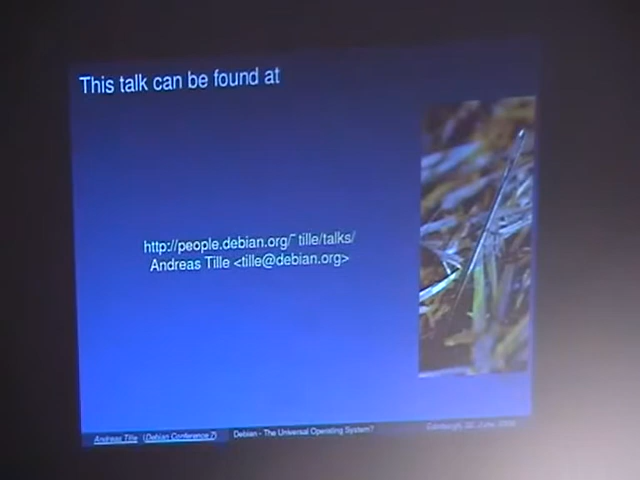 This talk can be found at
http://people.debian.org/~tille/talks/
Andreas Tille <tille@debian.org>
Andreas Tille (Debian Conference 7) Debian - The Universal Operating System? Edinburgh,